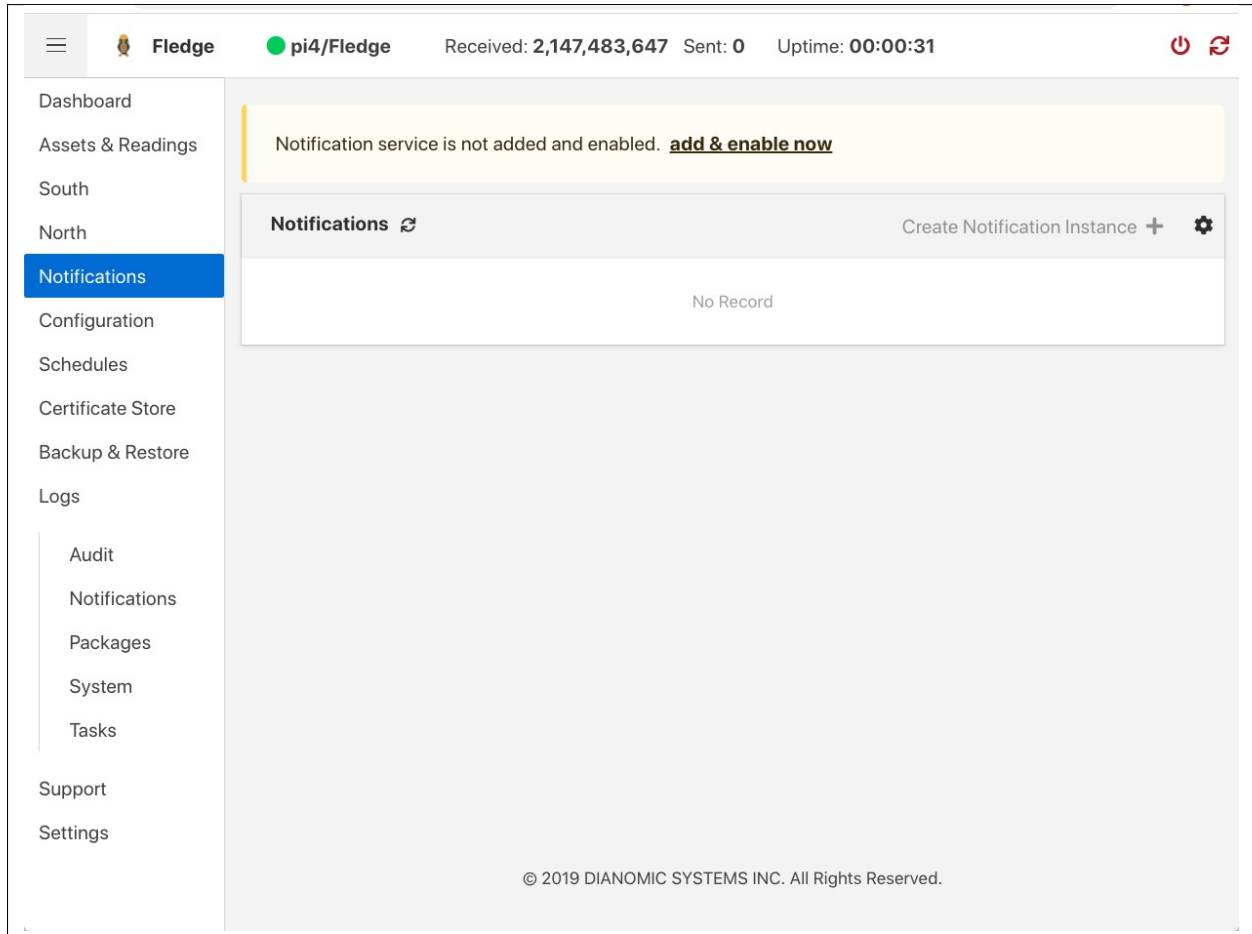 Fledge pi4/Fledge Received: 2,147,483,647 Sent: 0 Uptime: 00:00:31
Dashboard
Assets & Readings
South
North
Notifications
Configuration
Schedules
Certificate Store
Backup & Restore
Logs
Audit
Notifications
Packages
System
Tasks
Support
Settings
Notification service is not added and enabled. add & enable now
Notifications Create Notification Instance +
No Record
© 2019 DIANOMIC SYSTEMS INC. All Rights Reserved.